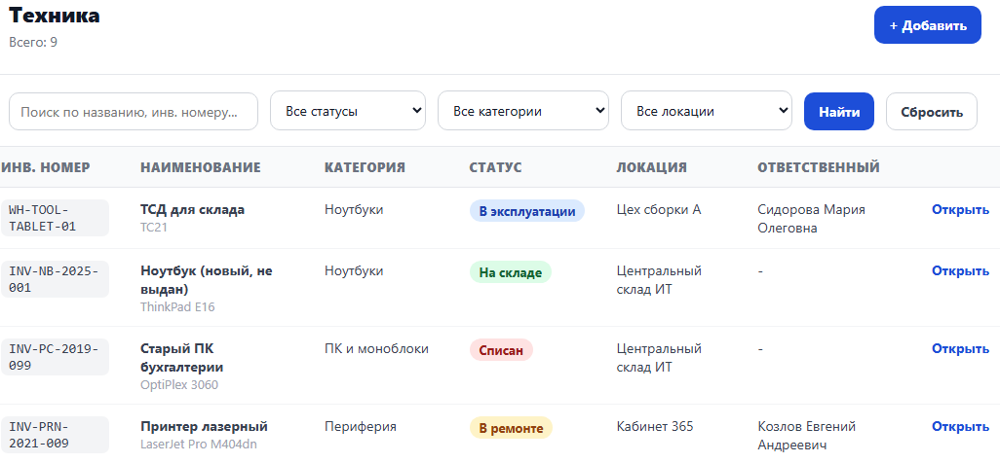 Техника
Всего: 9
+ Добавить
Поиск по названию, инв. номеру...
Все статусы
Все категории
Все локации
Найти
Сбросить
ИНВ. НОМЕР НАИМЕНОВАНИЕ КАТЕГОРИЯ СТАТУС ЛОКАЦИЯ ОТВЕТСТВЕННЫЙ
WH-TOOL-
TABLET-01
ТСД для склада
TC21
Ноутбуки
В эксплуатации
Цех сборки А
Сидорова Мария
Олеговна
Открыть
INV-NB-2025-
001
Ноутбук (новый, не
выдан)
ThinkPad E16
Ноутбуки
На складе
Центральный
склад ИТ
-
Открыть
INV-PC-2019-
099
Старый ПК
бухгалтерии
OptiPlex 3060
ПК и моноблоки
Списан
Центральный
склад ИТ
-
Открыть
INV-PRN-
2021-009
Принтер лазерный
LaserJet Pro M404dn
Периферия
В ремонте
Кабинет 365
Козлов Евгений
Андреевич
Открыть